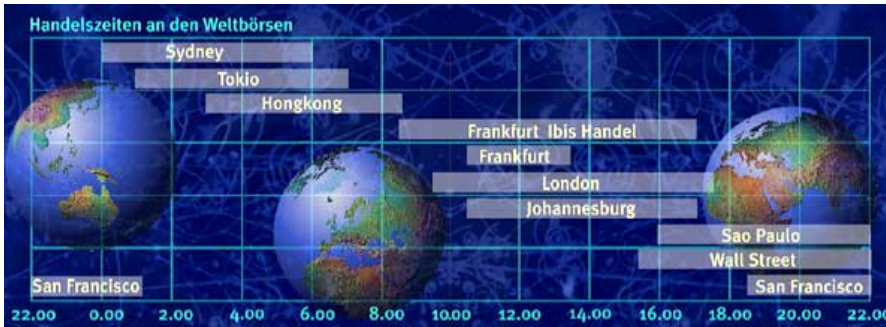 Handelszeiten an den Weltbörsen
Sydney
Tokio
Hongkong
Frankfurt Ibis Handel
Frankfurt
London
Johannesburg
Sao Paulo
Wall Street
San Francisco San Francisco
22.00 0.00 2.00 4.00 6.00 8.00 10.00 12.00 14.00 16.00 18.00 20.00 22.00